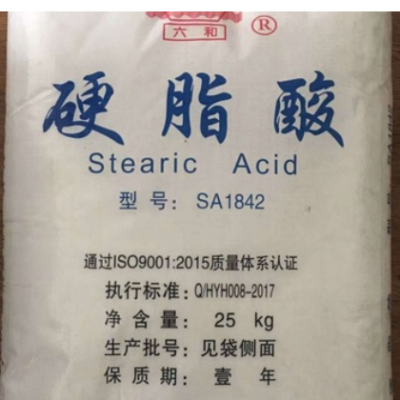 六和 ®
硬脂酸
Stearic Acid
型号: SA1842
通过ISO9001:2015质量体系认证
执行标准: Q/HYH008-2017
净含量: 25 kg
生产批号: 见袋侧面
保质期: 壹年
SA1842